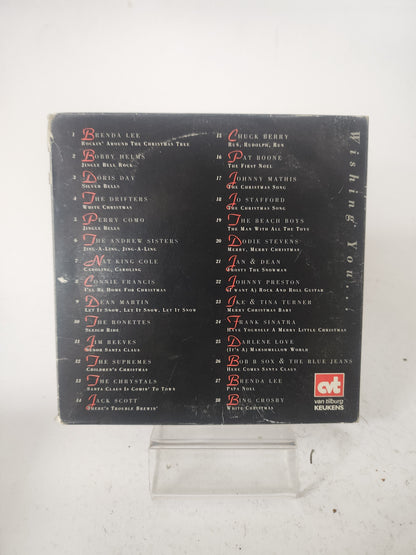 1 BRENDA LEE
ROCKIN' AROUND THE CHRISTMAS TREE
2 BOBBY HELMS
JINGLE BELL ROCK
3 DORIS DAY
SILVER BELLS
4 THE DRIFTERS
WHITE CHRISTMAS
5 PERRY COMO
JINGLE BELLS
6 THE ANDREW SISTERS
JING-A-LING, JING-A-LING
7 NAT KING COLE
CAROLING, CAROLING
8 CONNIE FRANCIS
I'LL BE HOME FOR CHRISTMAS
9 DEAN MARTIN
LET IT SNOW, LET IT SNOW, LET IT SNOW
10 THE RONETTES
SLEIGH RIDE
11 JIM REEVES
SEÑOR SANTA CLAUS
12 THE SUPREMES
CHILDREN'S CHRISTMAS
13 THE CHRYSTALS
SANTA CLAUS IS COMIN' TO TOWN
14 JACK SCOTT
THERE'S TROUBLE BREWIN'
15 CHUCK BERRY
RUN, RUDOLPH, RUN
16 PAT BOONE
THE FIRST NOEL
17 JOHNNY MATHIS
THE CHRISTMAS SONG
18 JO STAFFORD
THE CHRISTMAS SONG
19 THE BEACH BOYS
THE MAN WITH ALL THE TOYS
20 DODIE STEVENS
MERRY, MERRY CHRISTMAS
21 JAN & DEAN
FROSTY THE SNOWMAN
22 JOHNNY PRESTON
(I WANT A) ROCK AND ROLL GUITAR
23 IKE & TINA TURNER
MERRY CHRISTMAS BABY
24 FRANK SINATRA
HAVE YOURSELF A MERRY LITTLE CHRISTMAS
25 DARLENE LOVE
(IT'S A) MARSHMELLOW WORLD
26 BOB B SOX & THE BLUE JEANS
HERE COMES SANTA CLAUS
27 BRENDA LEE
PAPA NOEL
28 BING CROSBY
WHITE CHRISTMAS
Wishing You...
avt
van tilburg
KEUKENS